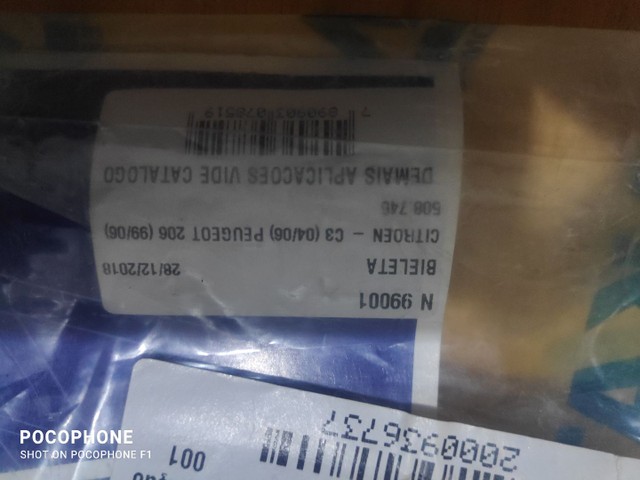 N 99001
BIELETA 28/12/2018
CITROEN - C3 (04/06) PEUGEOT 206 (99/06)
508 746
DEMAIS APLICACOES VIDE CATALOGO
2000936737
001
POCOPHONE
SHOT ON POCOPHONE F1